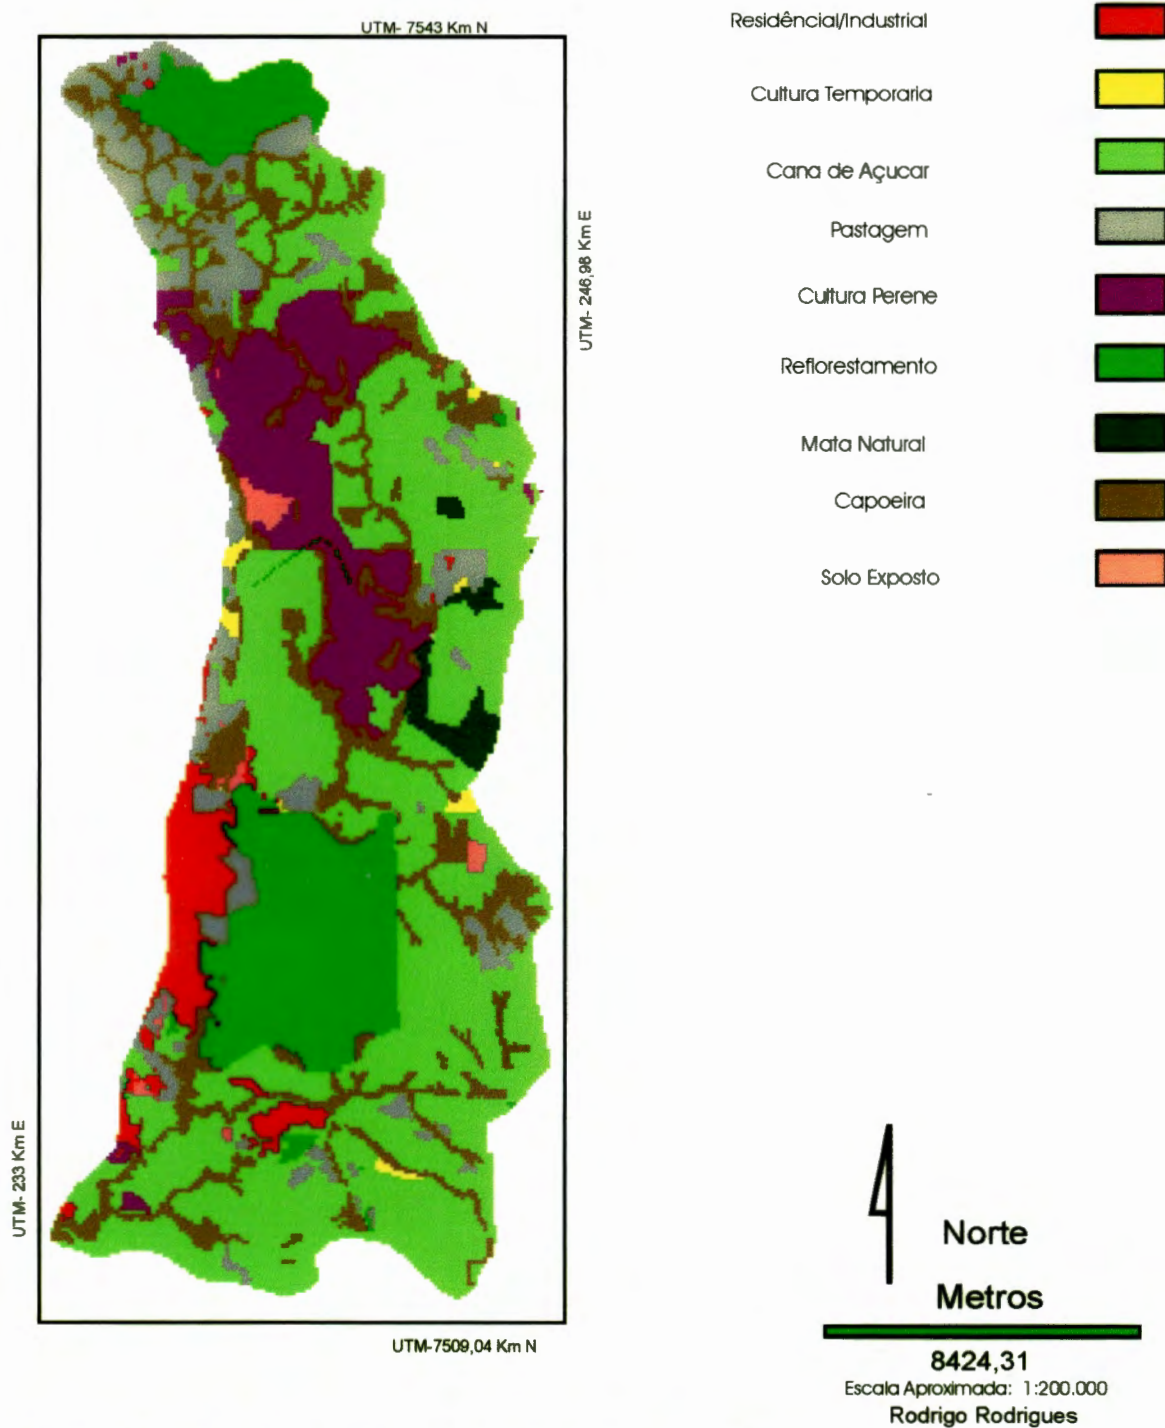 UTM- 7543 Km N
UTM- 246,98 Km E
UTM- 233 Km E
UTM-7509,04 Km N
Residêncial/Industrial
Cultura Temporaria
Cana de Açucar
Pastagem
Cultura Perene
Reflorestamento
Mata Natural
Capoeira
Solo Exposto
Norte
Metros
8424,31
Escala Aproximada: 1:200.000
Rodrigo Rodrigues